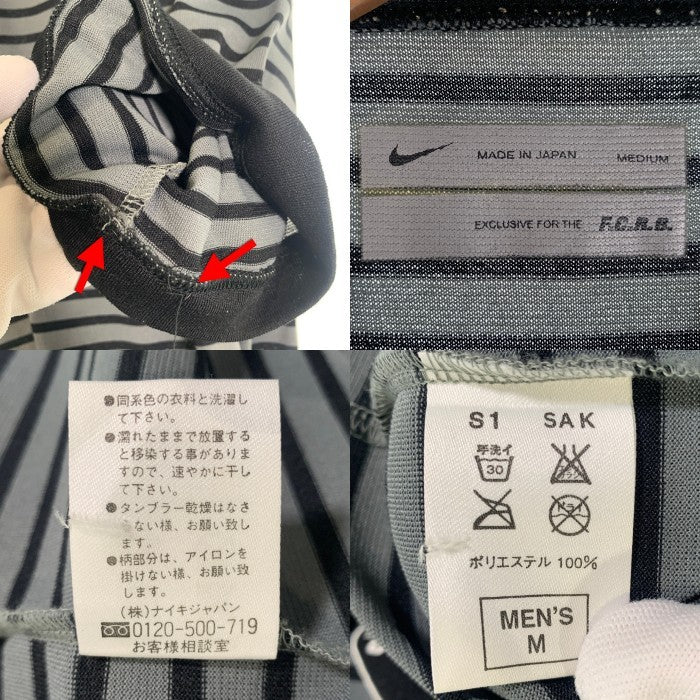 MADE IN JAPAN MEDIUM
EXCLUSIVE FOR THE F.C.R.B.
●同系色の衣料と洗濯し
て下さい。
●濡れたままで放置する
と移染する事がありま
すので、速やかに干し
て下さい。
●タンブラー乾燥はなさ
らない様、お願い致し
ます。
●柄部分は、アイロンを
掛けない様、お願い致
します。
(株)ナイキジャパン
0120-500-719
お客様相談室
S1 SAK
手洗イ
30
ドライ
ポリエステル 100%
MEN'S
M